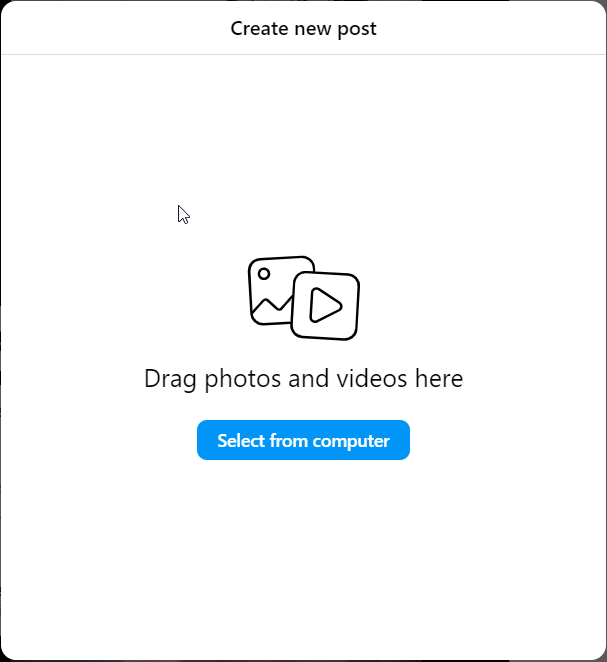 Create new post
Drag photos and videos here
Select from computer